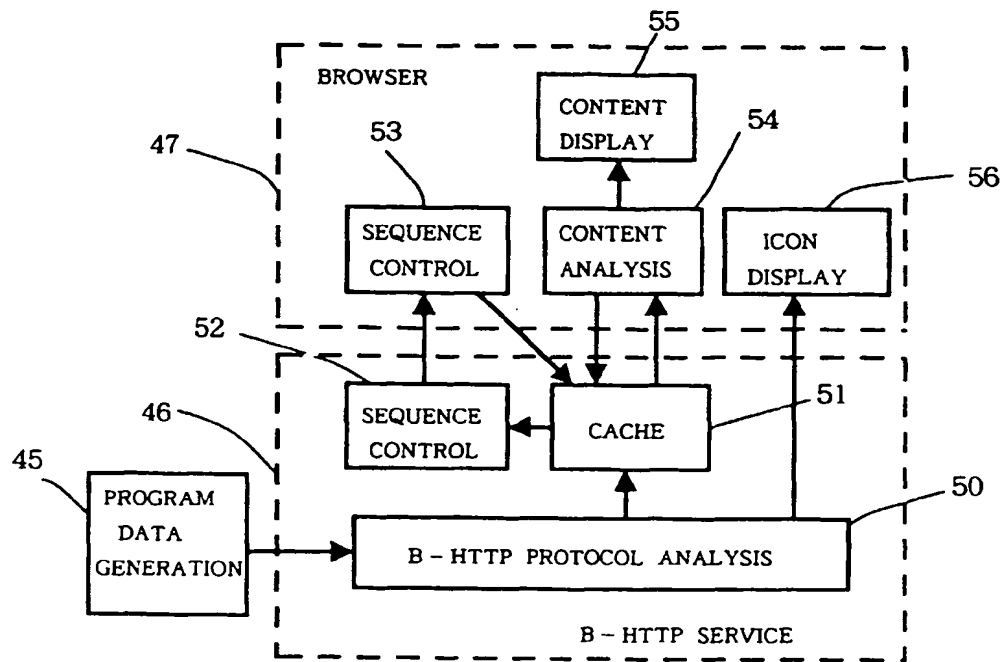 55
BROWSER
CONTENT
DISPLAY
53
54
47
56
SEQUENCE
CONTROL
CONTENT
ANALYSIS
ICON
DISPLAY
52
46
SEQUENCE
CONTROL
CACHE
51
45
PROGRAM
DATA
GENERATION
50
B-HTTP PROTOCOL ANALYSIS
B-HTTP SERVICE